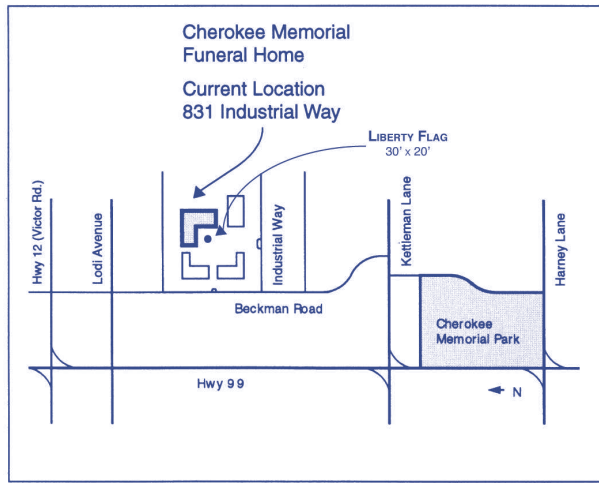 Cherokee Memorial
Funeral Home
Current Location
831 Industrial Way
LIBERTY FLAG
30' x 20'
Hwy 12 (Victor Rd.)
Lodi Avenue
Industrial Way
Kettleman Lane
Harney Lane
Beckman Road
Cherokee
Memorial Park
Hwy 99
N